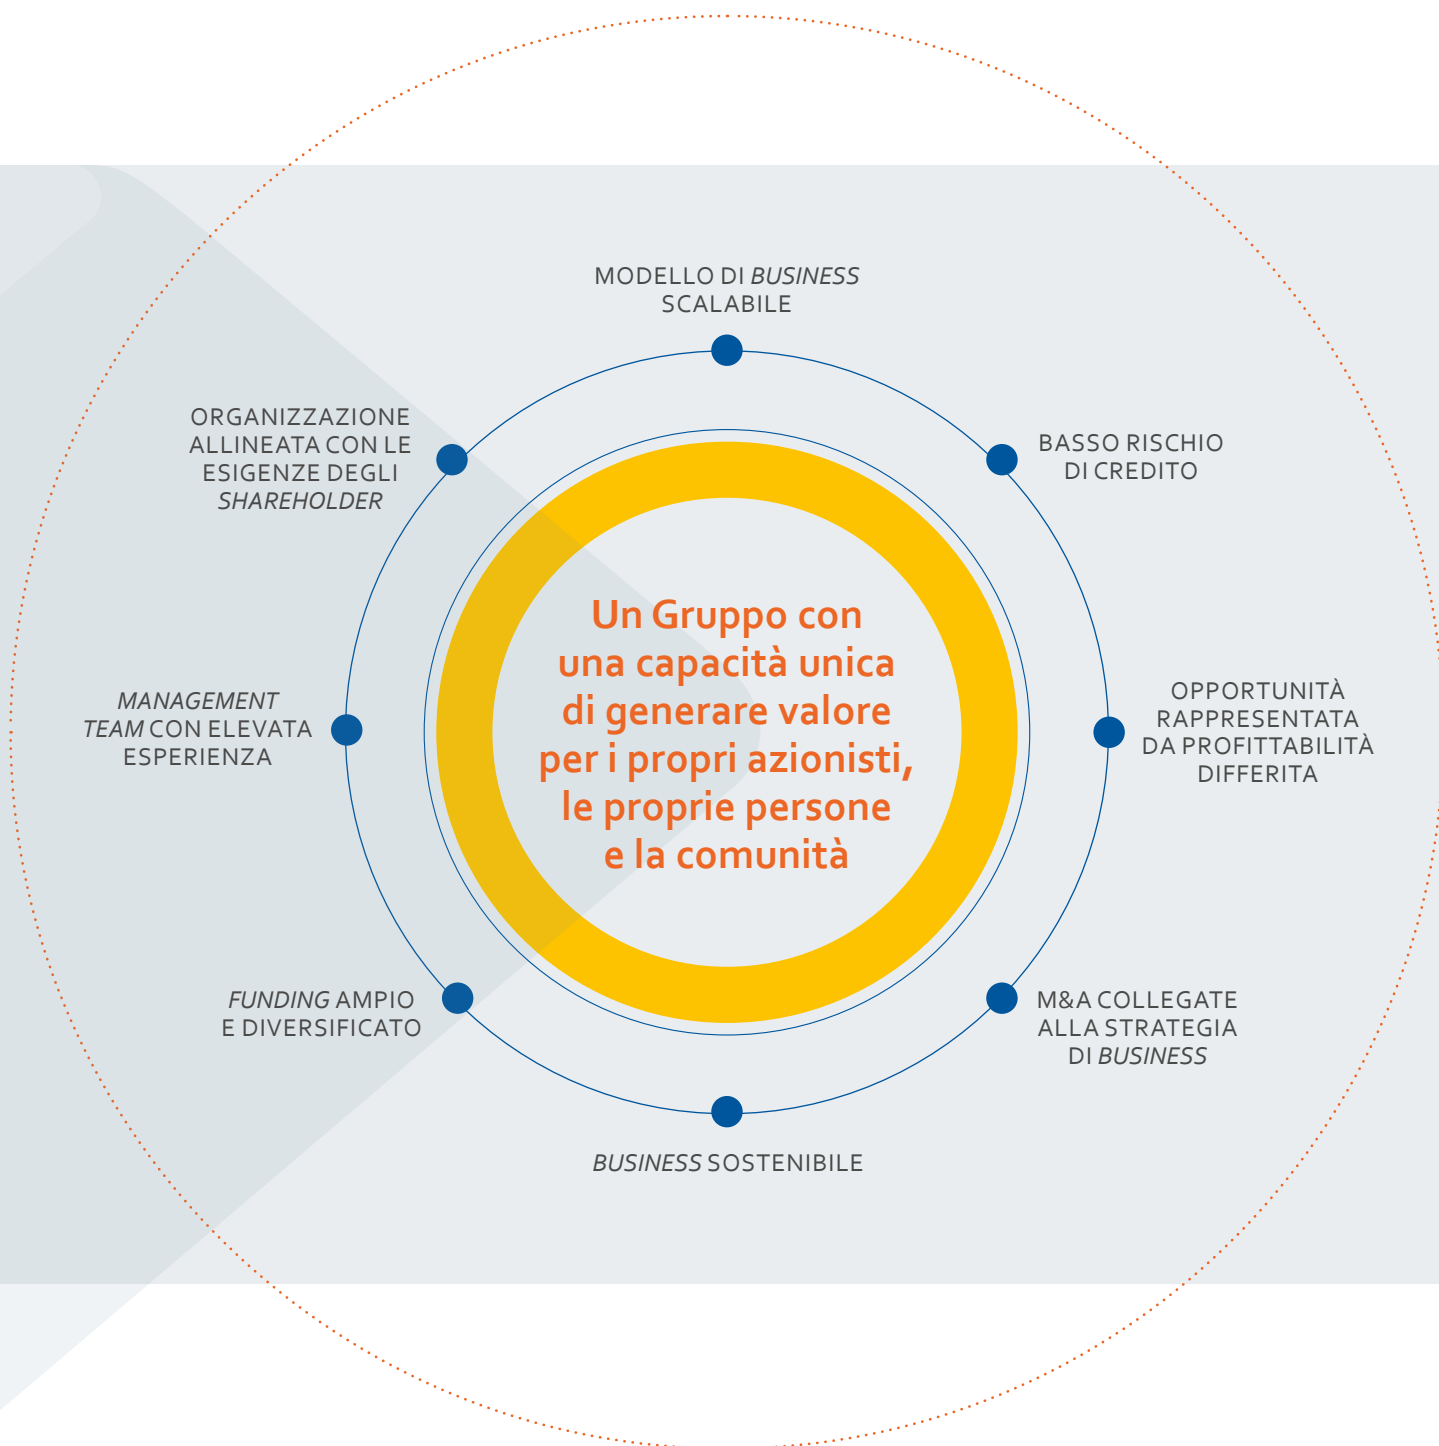 MODELLO DI BUSINESS
SCALABILE
BASSO RISCHIO
DI CREDITO
OPPORTUNITÀ
RAPPRESENTATA
DA PROFITTABILITÀ
DIFFERITA
M&A COLLEGATE
ALLA STRATEGIA
DI BUSINESS
BUSINESS SOSTENIBILE
FUNDING AMPIO
E DIVERSIFICATO
MANAGEMENT
TEAM CON ELEVATA
ESPERIENZA
ORGANIZZAZIONE
ALLINEATA CON LE
ESIGENZE DEGLI
SHAREHOLDER
Un Gruppo con
una capacità unica
di generare valore
per i propri azionisti,
le proprie persone
e la comunità